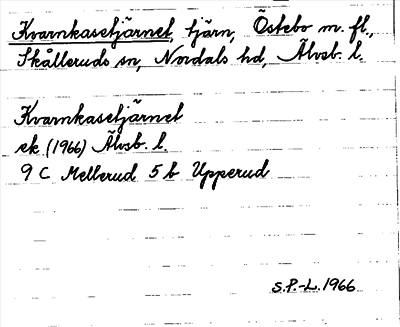 Kvarnkasetjärnet, tjärn, Östebo m. fl.,
Skålleruds sn, Nordals hd, Älvsb. l.
Kvarnkasetjärnet
ek (1966) Älvsb. l.
9 C Mellerud 5 b Upperud
S.P.-L. 1966